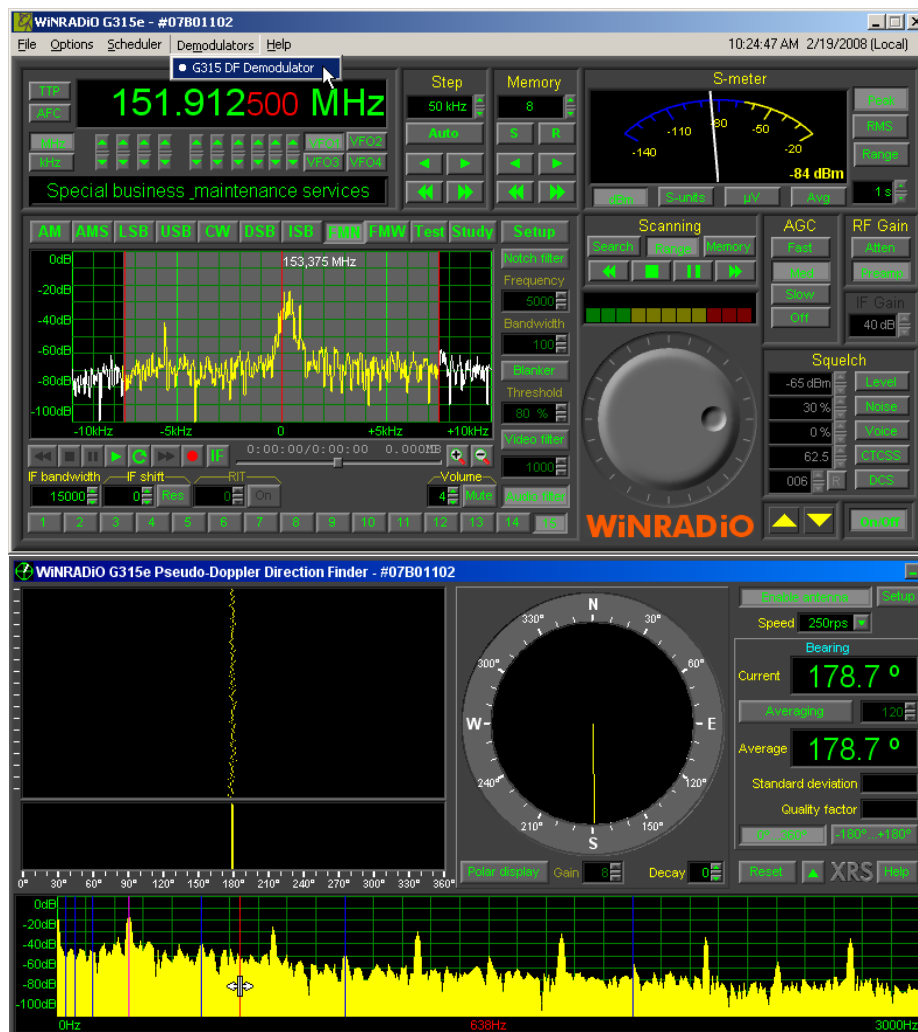 WiNRADiO G315e - #07B01102
File Options Scheduler Demodulators Help 10:24:47 AM 2/19/2008 (Local)
G315 DF Demodulator
TTP
AFC
151.912500 MHz
MHz
kHz
VFO1 VFO2
VFO3 VFO4
Special business _maintenance services
Step
50 kHz
Auto
Memory
8
S R
S-meter
-140 -110 -80 -50 -20
-84 dBm
dBm S-units µV Avg
Peak
RMS
Range
1 s
AM AMS LSB USB CW DSB ISB FMN FMW Test Study Setup
153,375 MHz
0dB
-20dB
-40dB
-60dB
-80dB
-100dB
-10kHz -5kHz 0 +5kHz +10kHz
Notch filter
Frequency
5000
Bandwidth
100
Blanker
Threshold
80 %
Video filter
1000
Audio filter
IF 0:00:00/0:00:00 0.000MB
IF bandwidth IF shift RIT Volume
15000 0 Res 0 On 4 Mute
1 2 3 4 5 6 7 8 9 10 11 12 13 14 15
Scanning
Search Range Memory
AGC
Fast
Med
Slow
Off
RF Gain
Atten
Preamp
IF Gain
40 dB
Squelch
-65 dBm Level
30 % Noise
0 % Voice
62.5 CTCSS
006 R DCS
WiNRADiO
On/Off
WiNRADiO G315e Pseudo-Doppler Direction Finder - #07B01102
0° 30° 60° 90° 120° 150° 180° 210° 240° 270° 300° 330° 360°
N
30°
60°
E
120°
150°
S
210°
240°
W
300°
330°
Polar display Gain 8 Decay 0
Enable antenna Setup
Speed 250rps
Bearing
Current 178.7 º
Averaging 120
Average 178.7 º
Standard deviation
Quality factor
0°...360° -180°...+180°
Reset XRS Help
0dB
-20dB
-40dB
-60dB
-80dB
-100dB
0Hz 638Hz 3000Hz